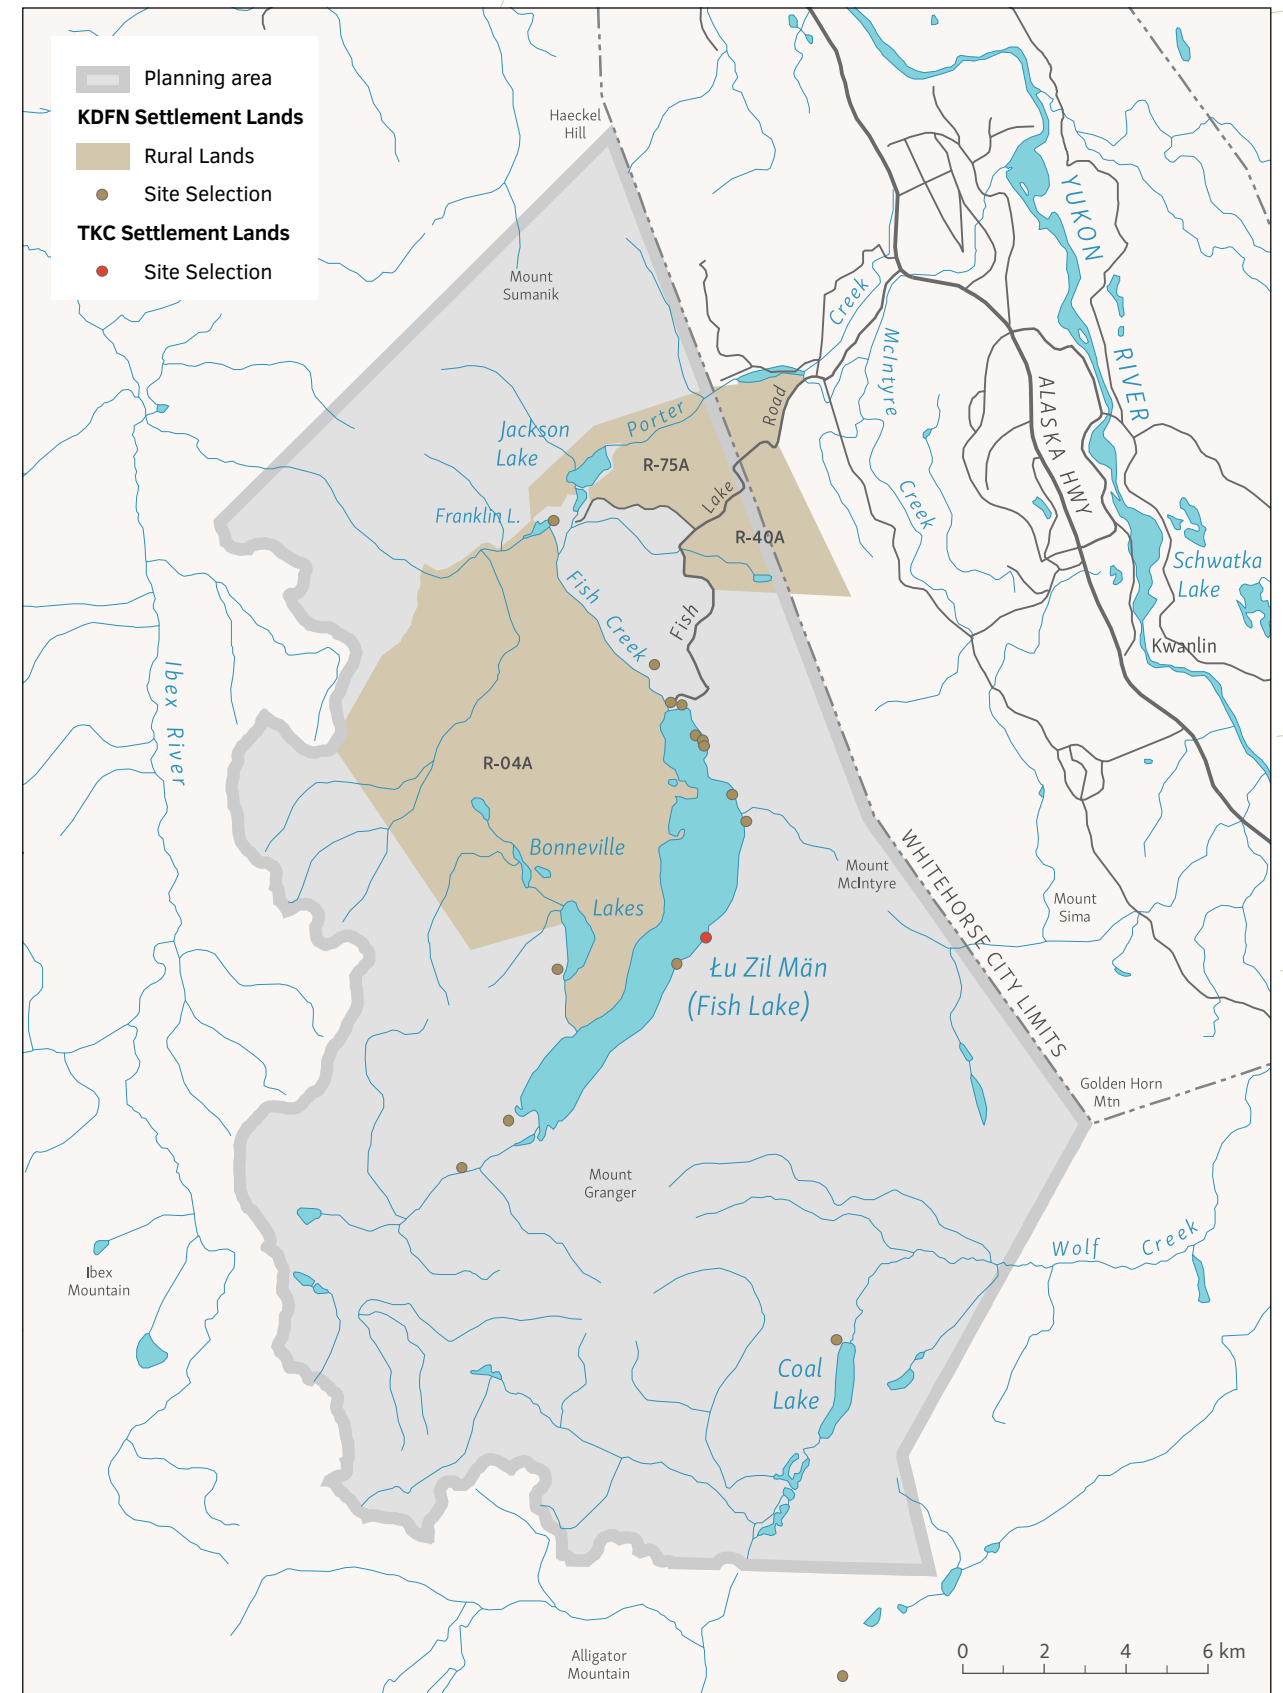 Planning area
KDFN Settlement Lands
Rural Lands
Site Selection
TKC Settlement Lands
Site Selection
Haeckel
Hill
Mount
Sumanik
YUKON
RIVER
Creek
McIntyre
Creek
ALASKA HWY
Jackson
Lake
Porter
Road
Lake
Fish
R-75A
R-40A
Franklin L.
Fish
Creek
Schwatka
Lake
Kwanlin
Ibex River
R-04A
Bonneville
Lakes
Mount
McIntyre
WHITEHORSE CITY LIMITS
Mount
Sima
Łu Zil Män
(Fish Lake)
Golden Horn
Mtn
Mount
Granger
Wolf Creek
Ibex
Mountain
Coal
Lake
Alligator
Mountain
0 2 4 6 km